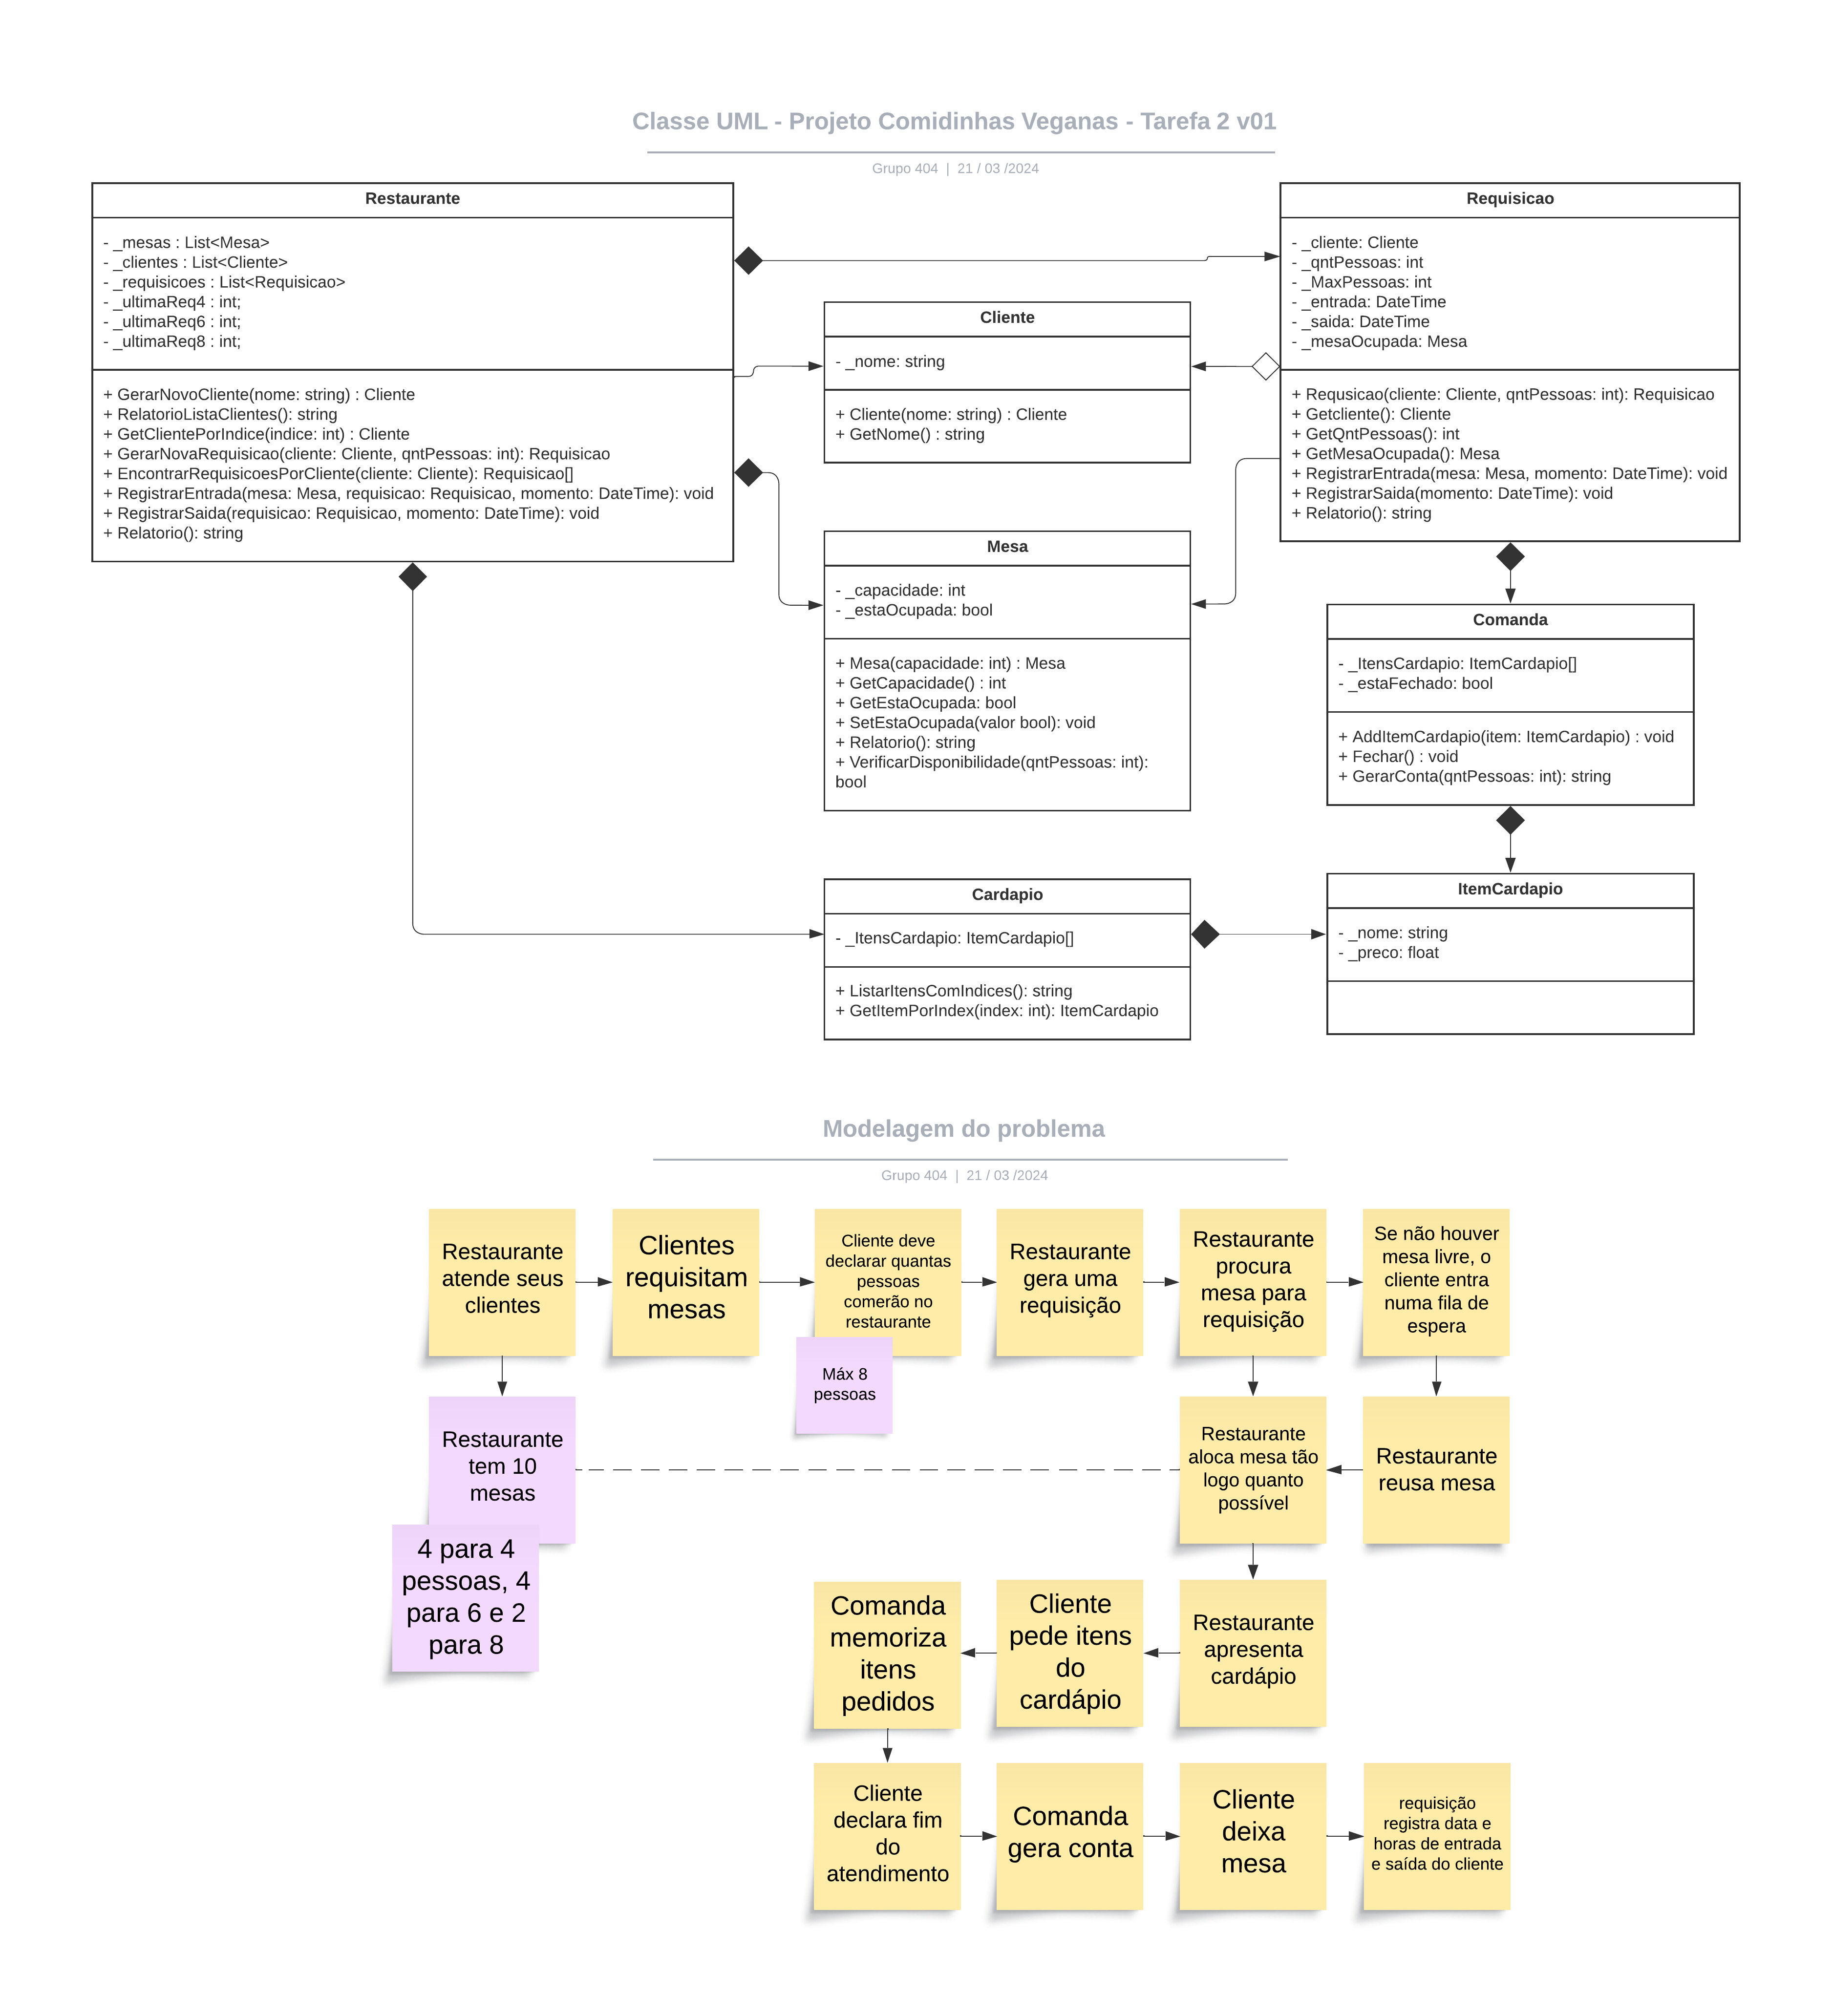 Classe UML - Projeto Comidinhas Veganas - Tarefa 2 v01
Grupo 404 | 21 / 03 /2024
Restaurante
- _mesas : List<Mesa>
- _clientes : List<Cliente>
- _requisicoes : List<Requisicao>
- _ultimaReq4 : int;
- _ultimaReq6 : int;
- _ultimaReq8 : int;
+ GerarNovoCliente(nome: string) : Cliente
+ RelatorioListaClientes(): string
+ GetClientePorIndice(indice: int) : Cliente
+ GerarNovaRequisicao(cliente: Cliente, qntPessoas: int): Requisicao
+ EncontrarRequisicoesPorCliente(cliente: Cliente): Requisicao[]
+ RegistrarEntrada(mesa: Mesa, requisicao: Requisicao, momento: DateTime): void
+ RegistrarSaida(requisicao: Requisicao, momento: DateTime): void
+ Relatorio(): string
Cliente
- _nome: string
+ Cliente(nome: string) : Cliente
+ GetNome() : string
Requisicao
- _cliente: Cliente
- _qntPessoas: int
- _MaxPessoas: int
- _entrada: DateTime
- _saida: DateTime
- _mesaOcupada: Mesa
+ Requsicao(cliente: Cliente, qntPessoas: int): Requisicao
+ Getcliente(): Cliente
+ GetQntPessoas(): int
+ GetMesaOcupada(): Mesa
+ RegistrarEntrada(mesa: Mesa, momento: DateTime): void
+ RegistrarSaida(momento: DateTime): void
+ Relatorio(): string
Mesa
- _capacidade: int
- _estaOcupada: bool
+ Mesa(capacidade: int) : Mesa
+ GetCapacidade() : int
+ GetEstaOcupada: bool
+ SetEstaOcupada(valor bool): void
+ Relatorio(): string
+ VerificarDisponibilidade(qntPessoas: int):
bool
Comanda
- _ItensCardapio: ItemCardapio[]
- _estaFechado: bool
+ AddItemCardapio(item: ItemCardapio) : void
+ Fechar() : void
+ GerarConta(qntPessoas: int): string
Cardapio
- _ItensCardapio: ItemCardapio[]
+ ListarItensComIndices(): string
+ GetItemPorIndex(index: int): ItemCardapio
ItemCardapio
- _nome: string
- _preco: float
Modelagem do problema
Grupo 404 | 21 / 03 /2024
Restaurante
atende seus
clientes
Clientes
requisitam
mesas
Cliente deve
declarar quantas
pessoas
comerão no
restaurante
Máx 8
pessoas
Restaurante
gera uma
requisição
Restaurante
procura
mesa para
requisição
Se não houver
mesa livre, o
cliente entra
numa fila de
espera
Restaurante
tem 10
mesas
4 para 4
pessoas, 4
para 6 e 2
para 8
Restaurante
aloca mesa tão
logo quanto
possível
Restaurante
reusa mesa
Comanda
memoriza
itens
pedidos
Cliente
pede itens
do
cardápio
Restaurante
apresenta
cardápio
Cliente
declara fim
do
atendimento
Comanda
gera conta
Cliente
deixa
mesa
requisição
registra data e
horas de entrada
e saída do cliente